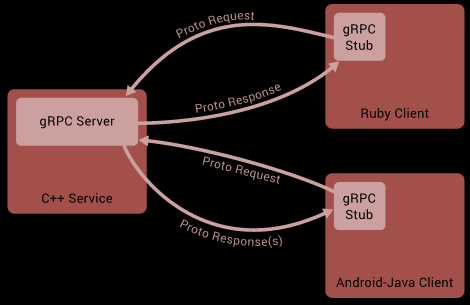 Proto Request
gRPC
Stub
Ruby Client
gRPC Server
Proto Response
C++ Service
Proto Request
gRPC
Stub
Proto Response(s)
Android-Java Client